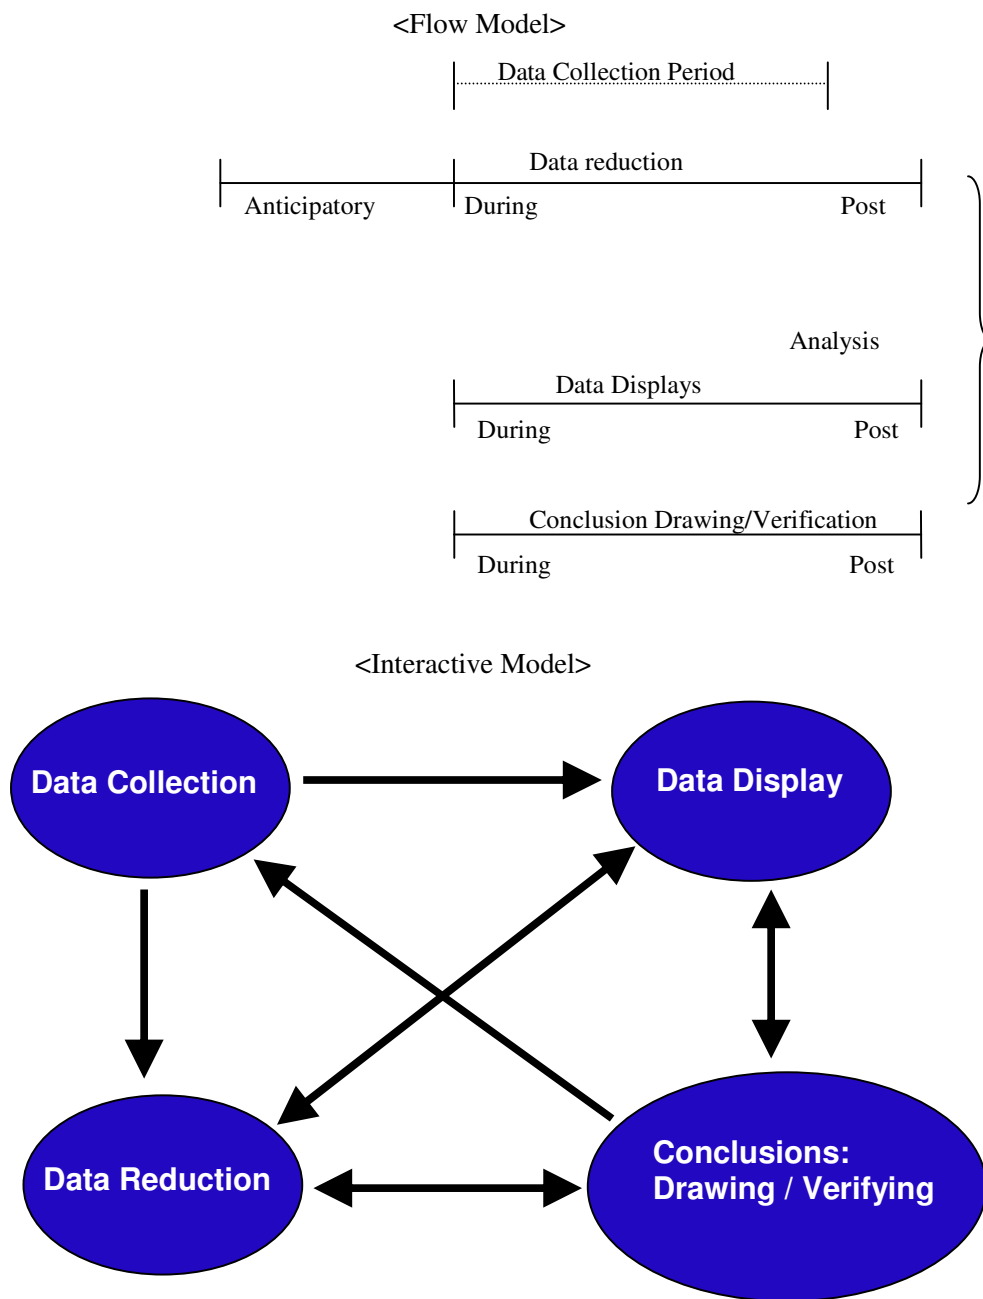 <Flow Model>
Data Collection Period
Data reduction
Anticipatory During Post
Analysis
Data Displays
During Post
Conclusion Drawing/Verification
During Post
<Interactive Model>
Data Collection
Data Display
Data Reduction
Conclusions:
Drawing / Verifying